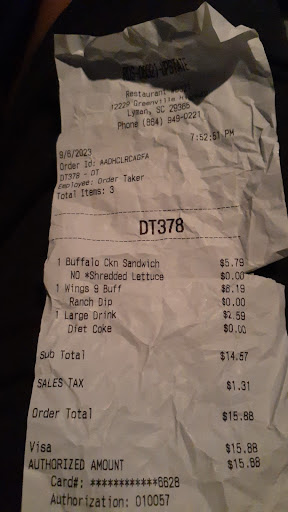 Restaurant
12229 Greenville H
Lyman, SC 29365
Phone (864) 949-0221
7:52:51 PM
9/6/2023
Order Id: AADHCLRCAGFA
DT378 - DT
Employee: Order Taker
Total Items: 3
DT378
1 Buffalo Ckn Sandwich $5.79
NO *Shredded Lettuce $0.00
1 Wings 9 Buff $6.19
Ranch Dip $0.00
1 Large Drink $2.59
Diet Coke $0.00
Sub Total $14.57
SALES TAX $1.31
Order Total $15.88
Visa $15.88
AUTHORIZED AMOUNT $15.88
Card#: ************6628
Authorization: 010057